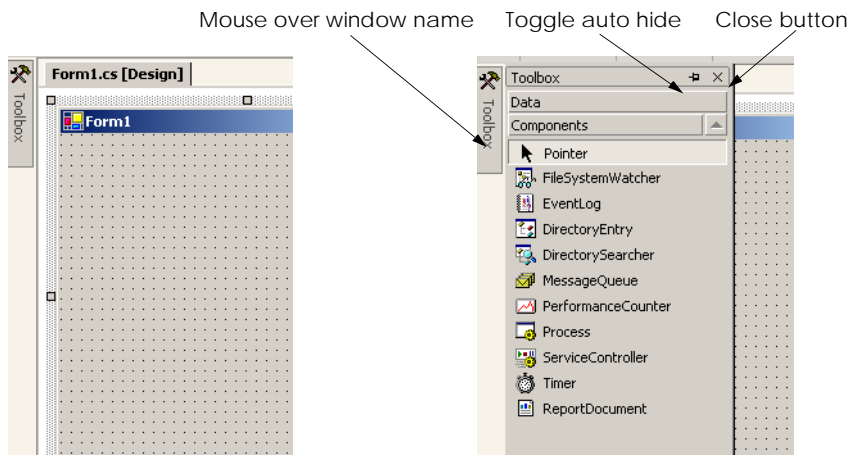 Mouse over window name
Toggle auto hide
Close button
Toolbox
Form1.cs [Design]
Form1
Toolbox
Toolbox
Data
Components
Pointer
FileSystemWatcher
EventLog
DirectoryEntry
DirectorySearcher
MessageQueue
PerformanceCounter
Process
ServiceController
Timer
ReportDocument